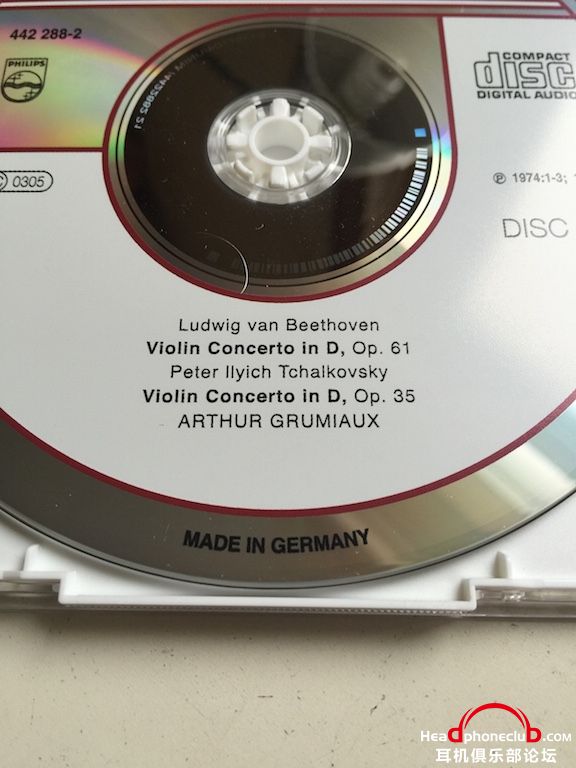 442 288-2
PHILIPS
COMPACT
disc
DIGITAL AUDIO
0305
℗ 1974:1-3; 1
DISC
Ludwig van Beethoven
Violin Concerto in D, Op. 61
Peter Ilyich Tchalkovsky
Violin Concerto in D, Op. 35
ARTHUR GRUMIAUX
MADE IN GERMANY
HeadphonecluD.com
耳机俱乐部论坛